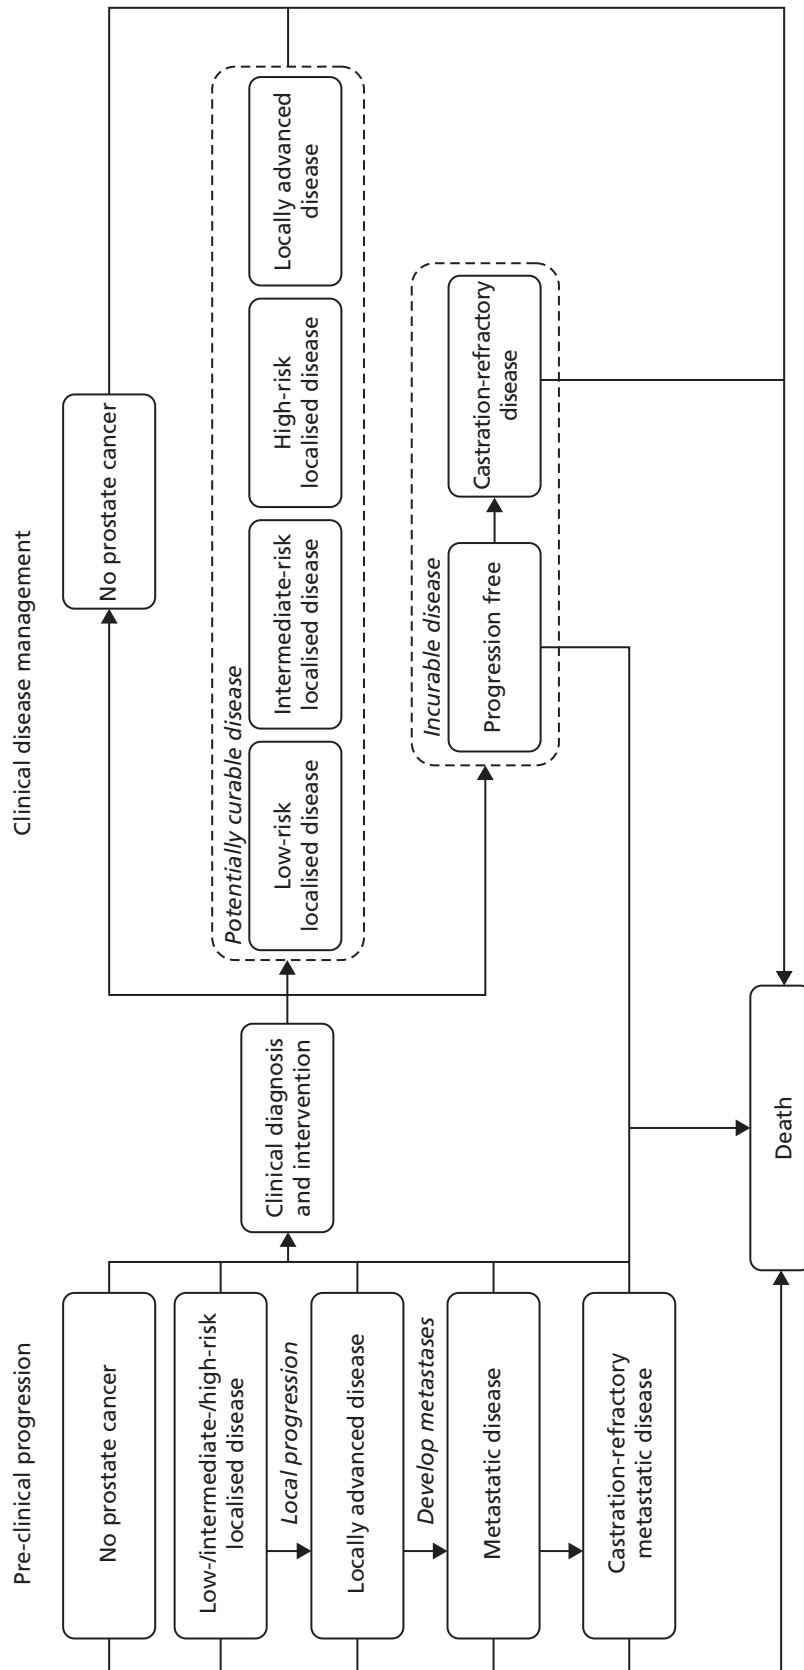 Pre-clinical progression
No prostate cancer
Low-/intermediate-/high-risk
localised disease
Local progression
Locally advanced disease
Develop metastases
Metastatic disease
Castration-refractory
metastatic disease
Clinical diagnosis
and intervention
Clinical disease management
No prostate cancer
Potentially curable disease
Low-risk
localised disease
Intermediate-risk
localised disease
High-risk
localised disease
Locally advanced
disease
Incurable disease
Progression free
Castration-refractory
disease
Death